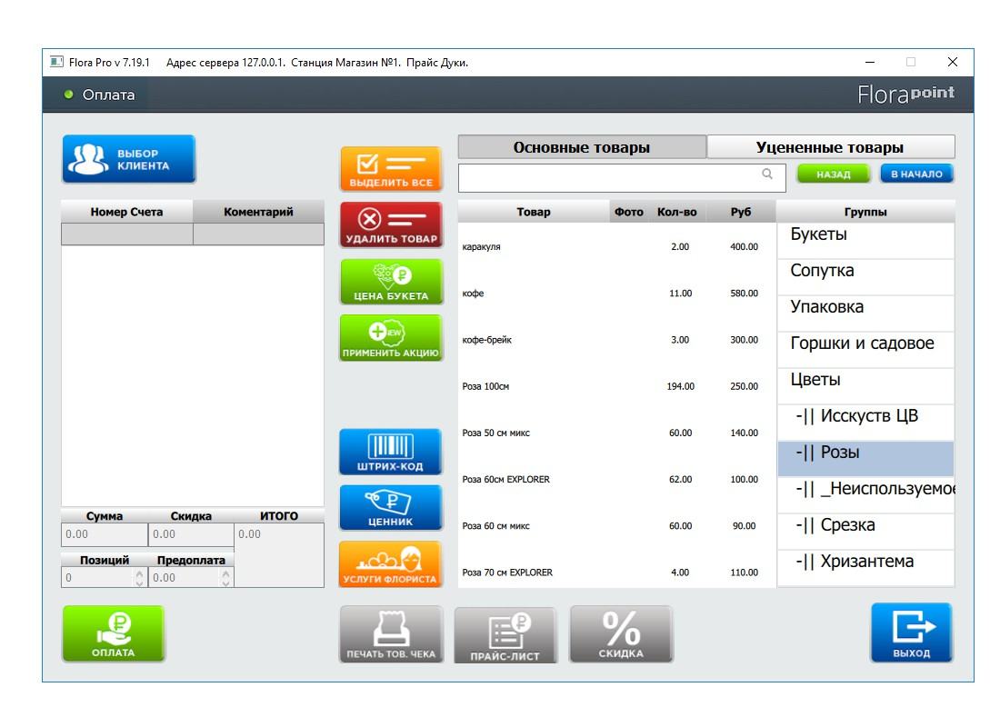 Flora Pro v 7.19.1 Адрес сервера 127.0.0.1. Станция Магазин №1. Прайс Дуки.
Оплата
Florapoint
ВЫБОР
КЛИЕНТА
Номер Счета Коментарий
Сумма Скидка ИТОГО
0.00 0.00 0.00
Позиций Предоплата
0 0.00
ОПЛАТА
ВЫДЕЛИТЬ ВСЕ
УДАЛИТЬ ТОВАР
ЦЕНА БУКЕТА
NEW
ПРИМЕНИТЬ АКЦИЮ
ШТРИХ-КОД
ЦЕННИК
УСЛУГИ ФЛОРИСТА
Основные товары Уцененные товары
НАЗАД В НАЧАЛО
Товар Фото Кол-во Руб
каракуля 2.00 400.00
кофе 11.00 580.00
кофе-брейк 3.00 300.00
Роза 100см 194.00 250.00
Роза 50 см микс 60.00 140.00
Роза 60см EXPLORER 62.00 100.00
Роза 60 см микс 60.00 90.00
Роза 70 см EXPLORER 4.00 110.00
Группы
Букеты
Сопутка
Упаковка
Горшки и садовое
Цветы
-|| Исскуств ЦВ
-|| Розы
-|| _Неиспользуемое
-|| Срезка
-|| Хризантема
ПЕЧАТЬ ТОВ. ЧЕКА
ПРАЙС-ЛИСТ
%
СКИДКА
ВЫХОД